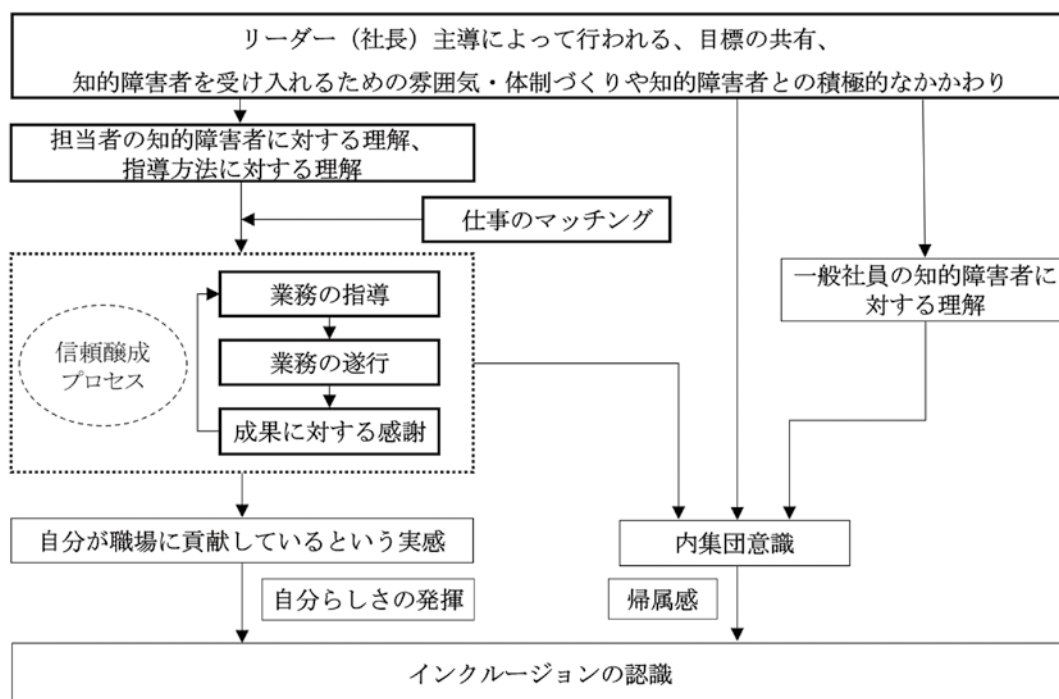 リーダー（社長）主導によって行われる、目標の共有、
知的障害者を受け入れるための雰囲気・体制づくりや知的障害者との積極的なかかわり
担当者の知的障害者に対する理解、
指導方法に対する理解
仕事のマッチング
一般社員の知的障害者に
対する理解
業務の指導
信頼醸成
プロセス
業務の遂行
成果に対する感謝
自分が職場に貢献しているという実感
内集団意識
自分らしさの発揮
帰属感
インクルージョンの認識